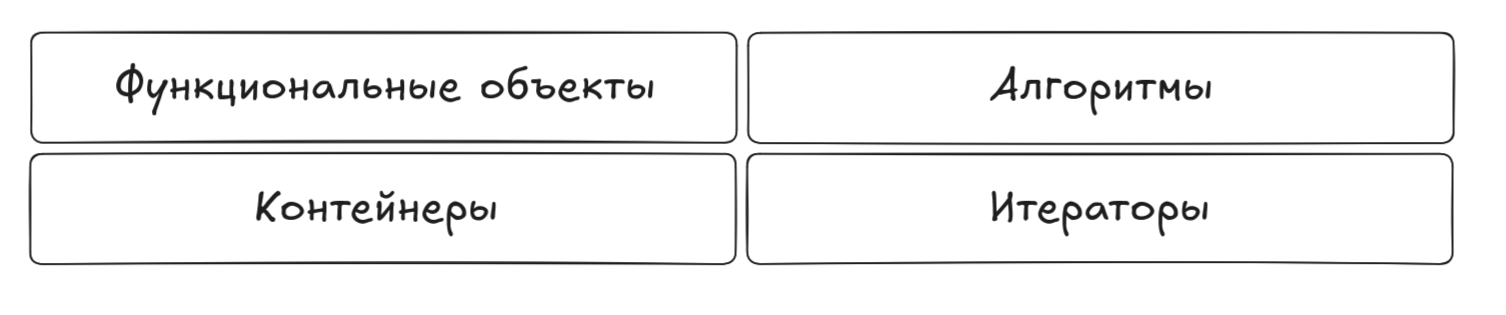 Функциональные объекты
Алгоритмы
Контейнеры
Итераторы